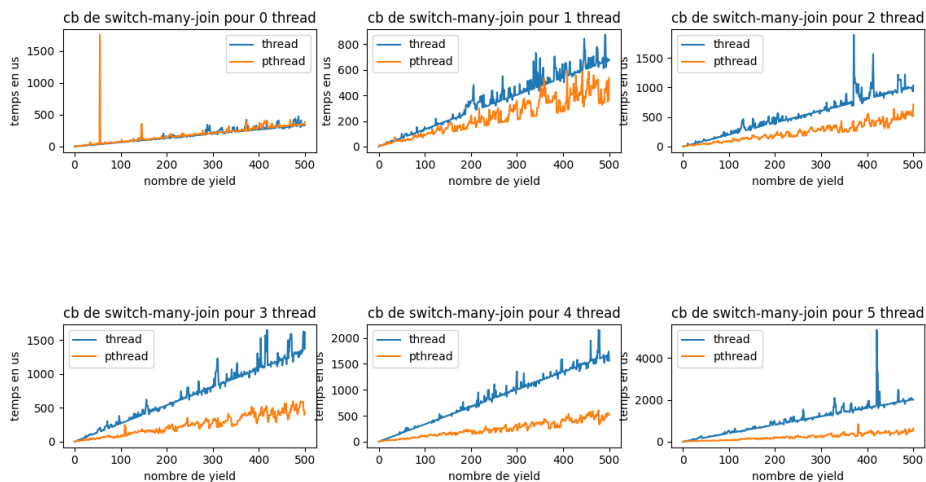 cb de switch-many-join pour 0 thread
temps en us
1500
1000
500
0
thread
pthread
0 100 200 300 400 500
nombre de yield
cb de switch-many-join pour 1 thread
temps en us
800
600
400
200
0
thread
pthread
0 100 200 300 400 500
nombre de yield
cb de switch-many-join pour 2 thread
temps en us
1500
1000
500
0
thread
pthread
0 100 200 300 400 500
nombre de yield
cb de switch-many-join pour 3 thread
temps en us
1500
1000
500
0
thread
pthread
0 100 200 300 400 500
nombre de yield
cb de switch-many-join pour 4 thread
temps en us
2000
1500
1000
500
0
thread
pthread
0 100 200 300 400 500
nombre de yield
cb de switch-many-join pour 5 thread
temps en us
4000
2000
0
thread
pthread
0 100 200 300 400 500
nombre de yield